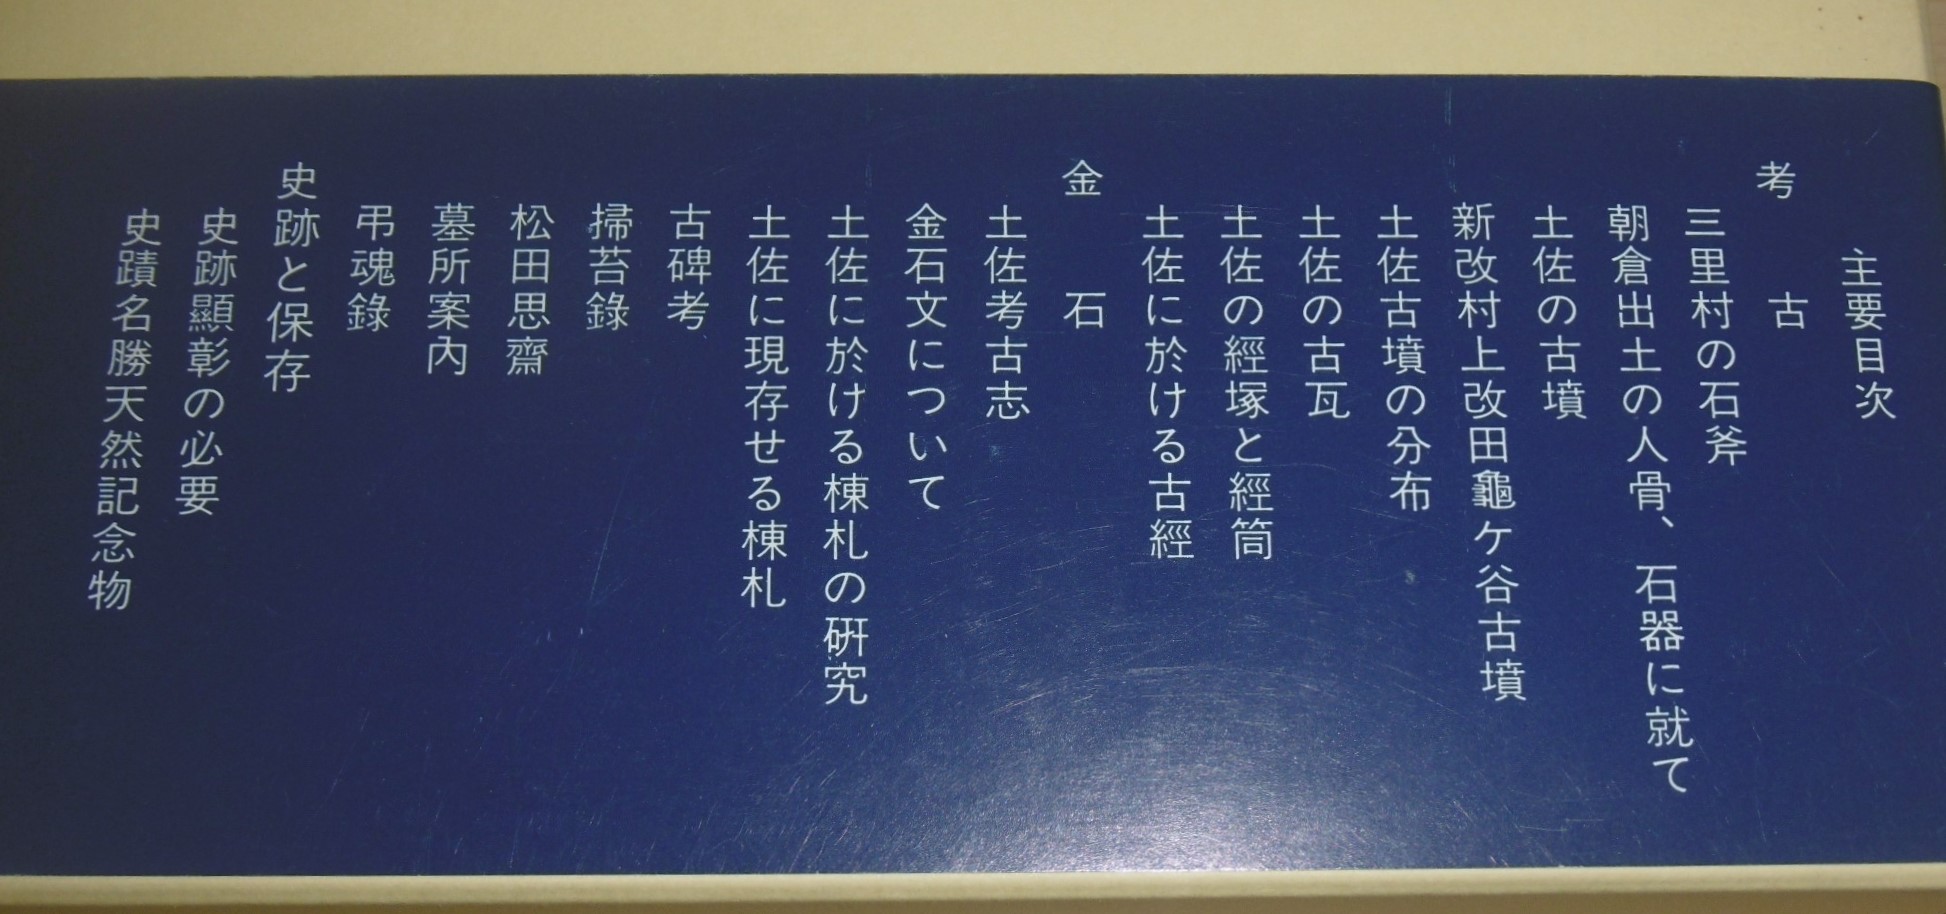 主要目次
考古
三里村の石斧
朝倉出土の人骨、石器に就て
土佐の古墳
新改村上改田龜ケ谷古墳
土佐古墳の分布
土佐の古瓦
土佐の經塚と經筒
土佐に於ける古經
金石
土佐考古志
金石文について
土佐に於ける棟札の硏究
土佐に現存せる棟札
古碑考
掃苔錄
松田思齋
墓所案內
弔魂錄
史跡と保存
史跡顯彰の必要
史蹟名勝天然記念物